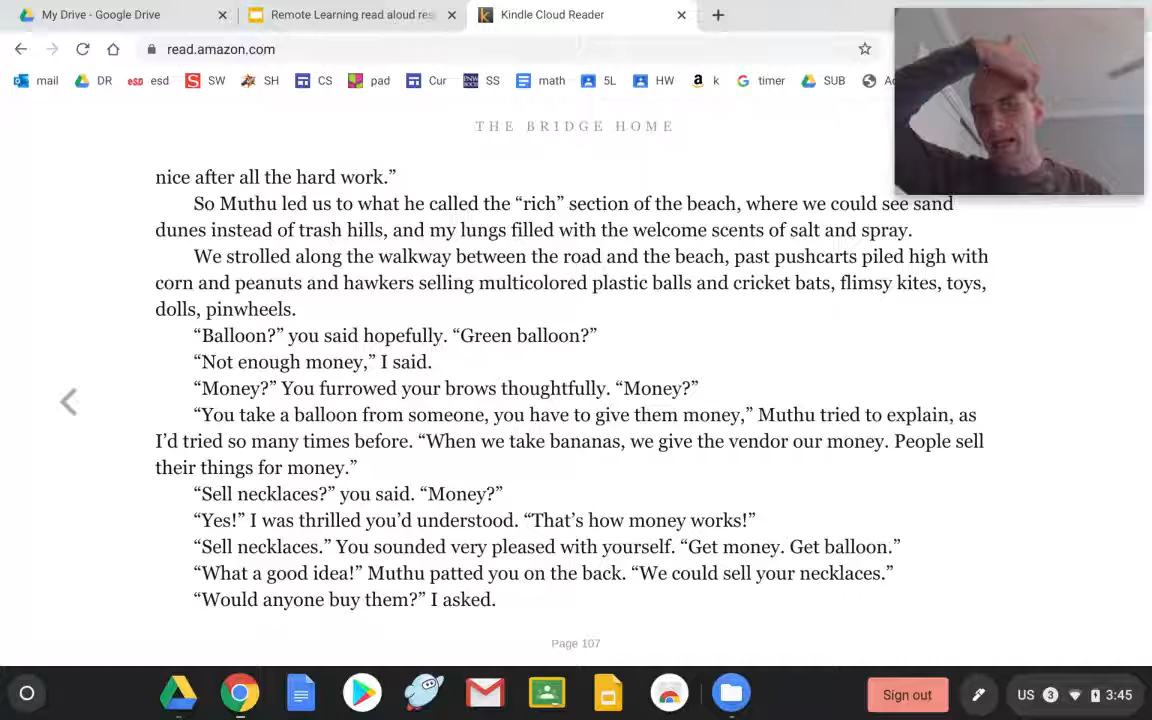 My Drive - Google Drive
Remote Learning read aloud res
Kindle Cloud Reader
read.amazon.com
mail DR esd esd S SW SH CS pad Cur SS math 5L HW a k G timer SUB
THE BRIDGE HOME
nice after all the hard work.”
So Muthu led us to what he called the “rich” section of the beach, where we could see sand
dunes instead of trash hills, and my lungs filled with the welcome scents of salt and spray.
We strolled along the walkway between the road and the beach, past pushcarts piled high with
corn and peanuts and hawkers selling multicolored plastic balls and cricket bats, flimsy kites, toys,
dolls, pinwheels.
“Balloon?” you said hopefully. “Green balloon?”
“Not enough money,” I said.
“Money?” You furrowed your brows thoughtfully. “Money?”
“You take a balloon from someone, you have to give them money,” Muthu tried to explain, as
I’d tried so many times before. “When we take bananas, we give the vendor our money. People sell
their things for money.”
“Sell necklaces?” you said. “Money?”
“Yes!” I was thrilled you’d understood. “That’s how money works!”
“Sell necklaces.” You sounded very pleased with yourself. “Get money. Get balloon.”
“What a good idea!” Muthu patted you on the back. “We could sell your necklaces.”
“Would anyone buy them?” I asked.
Page 107
Sign out
US 3 3:45